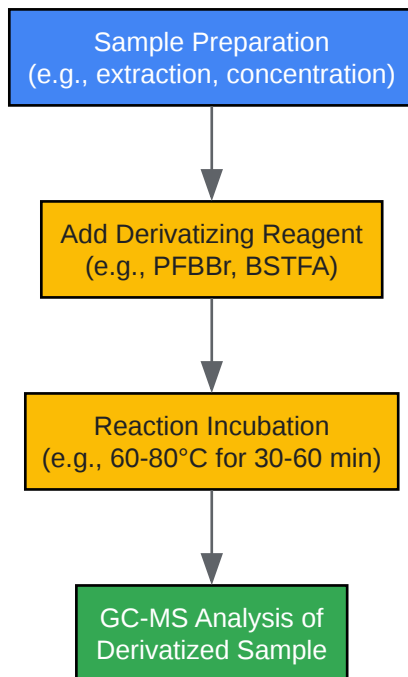 Sample Preparation
(e.g., extraction, concentration)
Add Derivatizing Reagent
(e.g., PFBBr, BSTFA)
Reaction Incubation
(e.g., 60-80°C for 30-60 min)
GC-MS Analysis of
Derivatized Sample